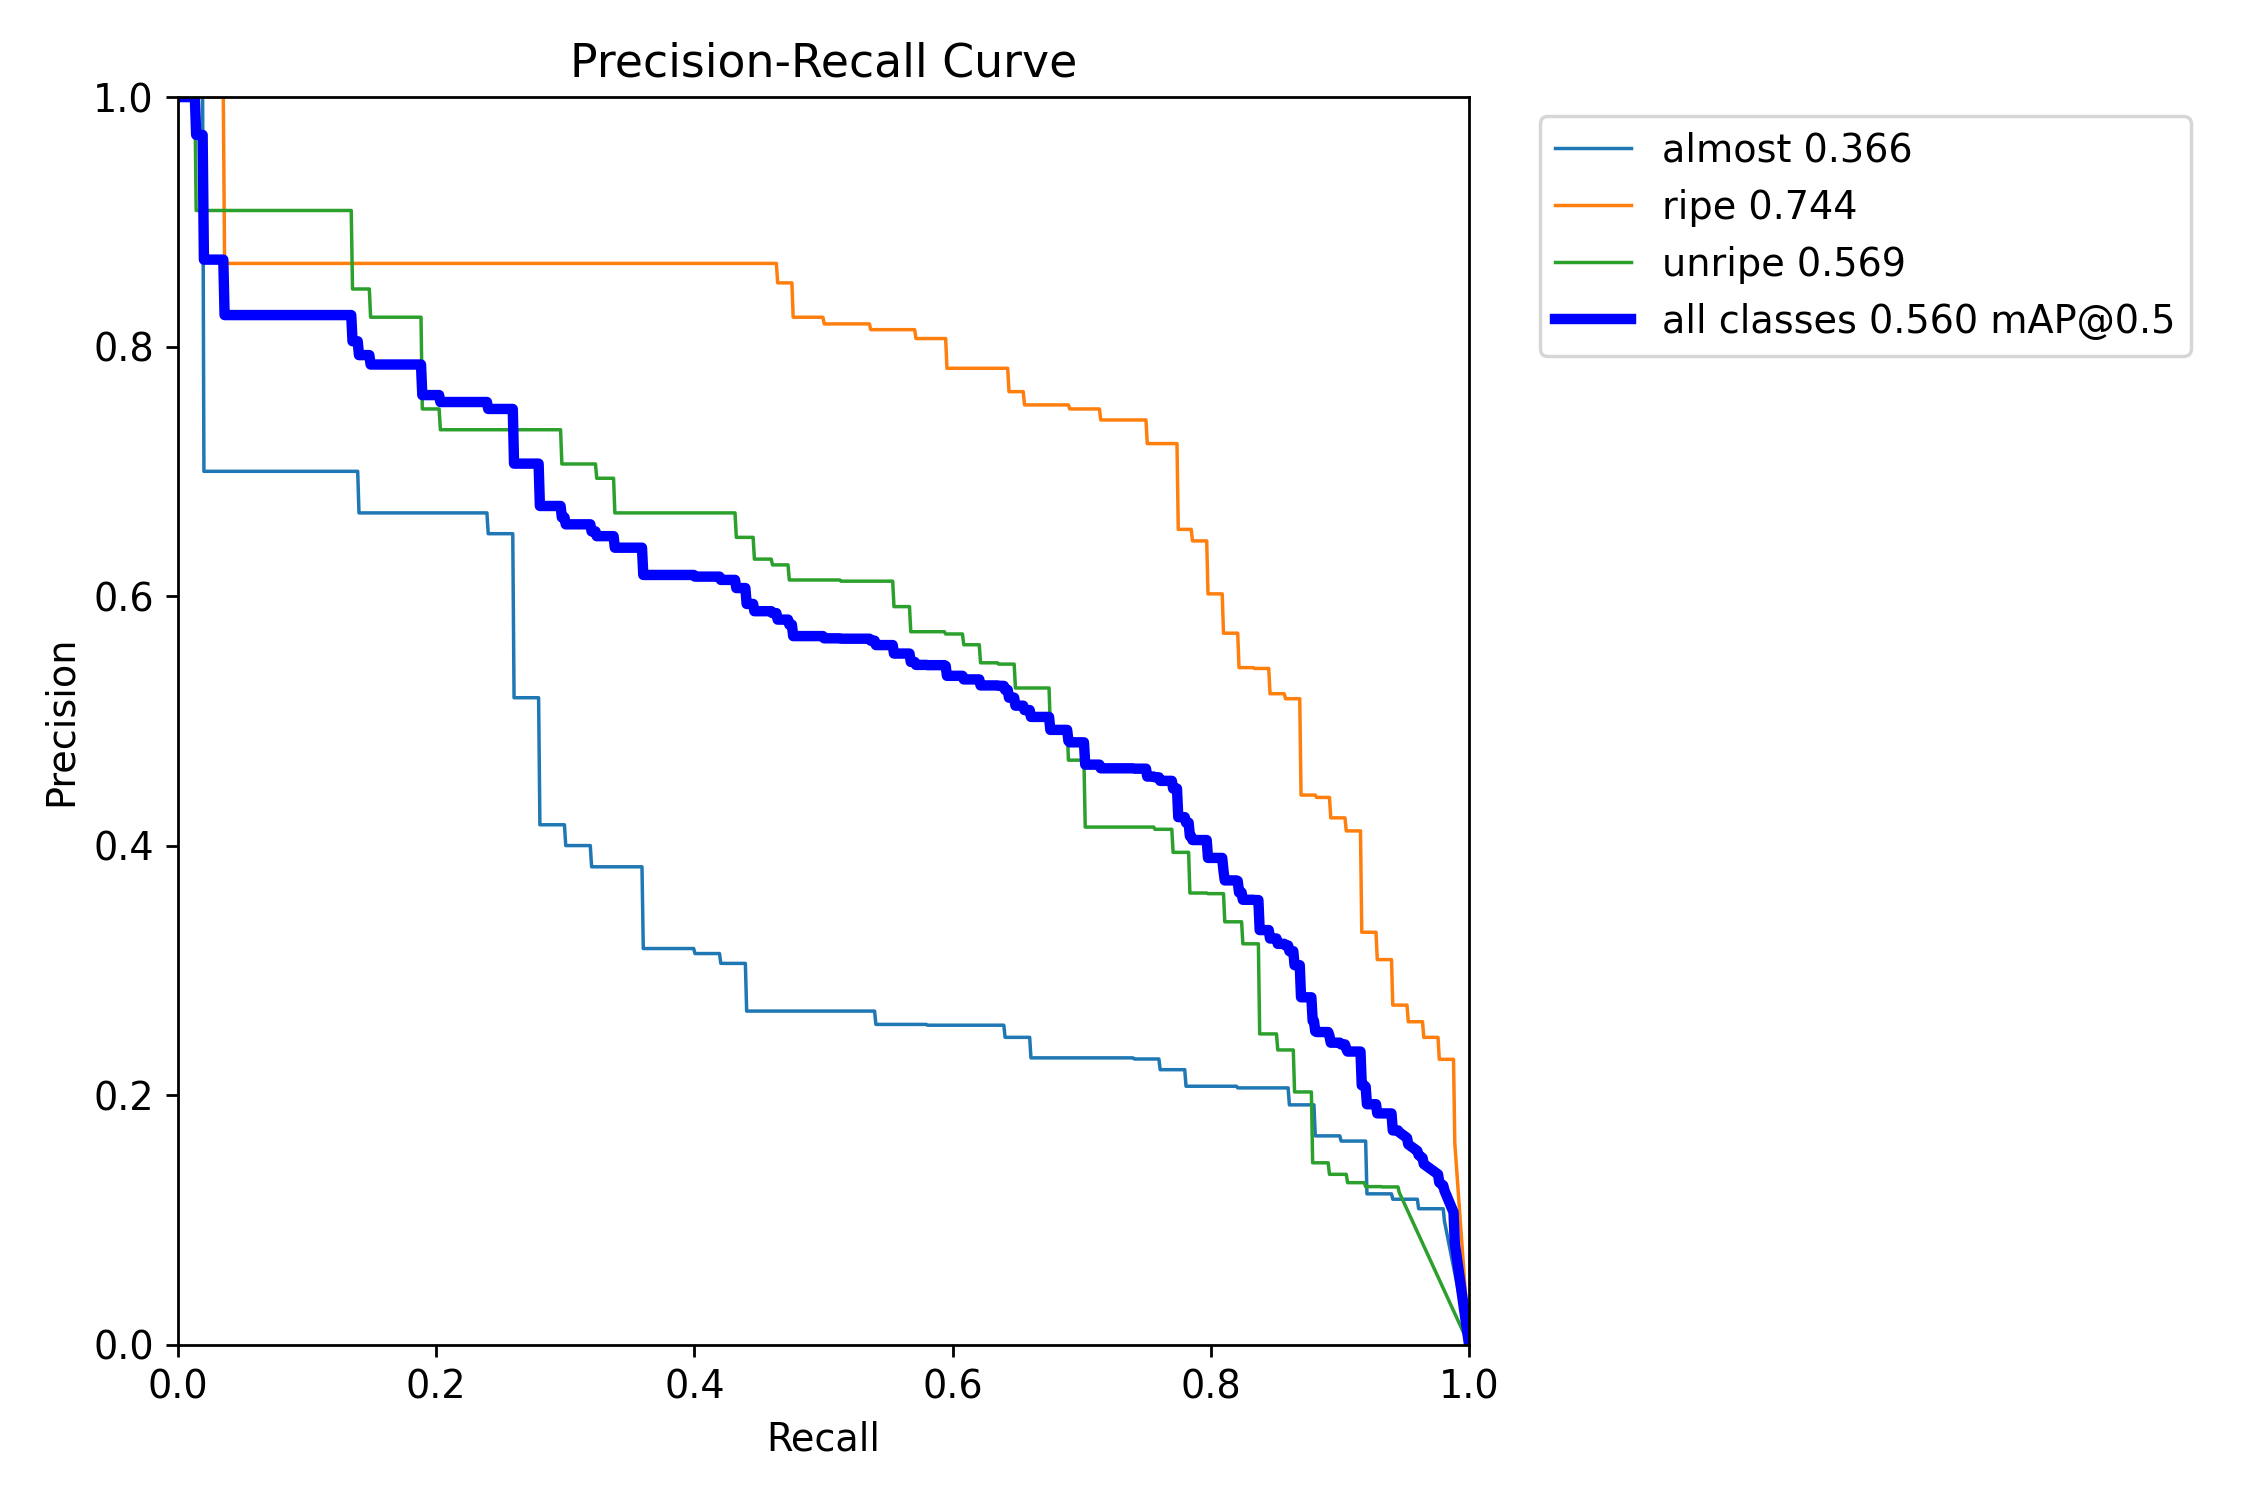 Precision-Recall Curve
1.0
0.8
0.6
0.4
0.2
0.0
Precision
0.0 0.2 0.4 0.6 0.8 1.0
Recall
almost 0.366
ripe 0.744
unripe 0.569
all classes 0.560 mAP@0.5